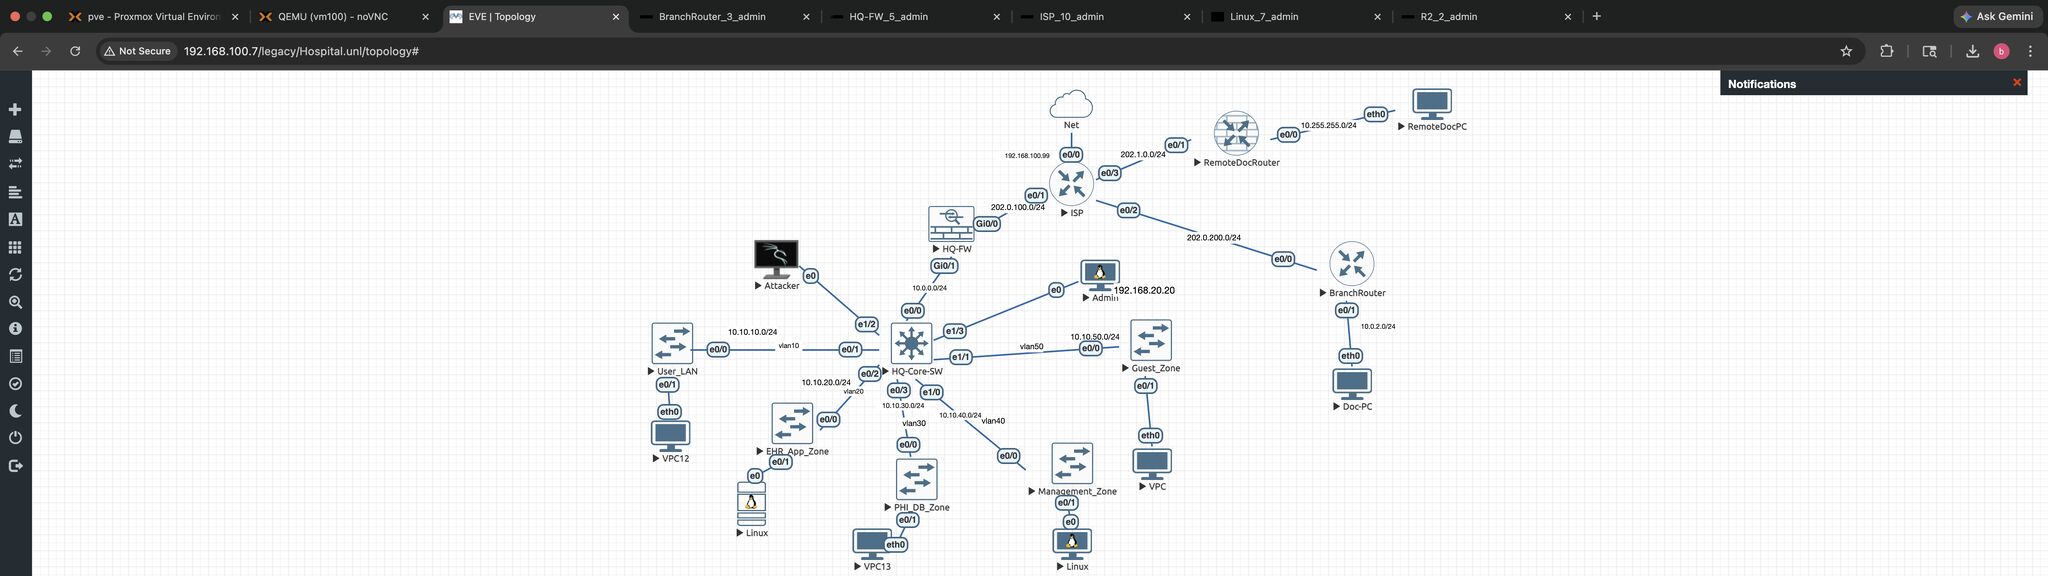 pve - Proxmox Virtual Environ
QEMU (vm100) - noVNC
EVE | Topology
BranchRouter_3_admin
HQ-FW_5_admin
ISP_10_admin
Linux_7_admin
R2_2_admin
Ask Gemini
Not Secure
192.168.100.7/legacy/Hospital.unl/topology#
b
Notifications
Net
e0/0
192.168.100.99
e0/1
e0/3
e0/2
ISP
202.1.0.0/24
e0/1
RemoteDocRouter
e0/0
10.255.255.0/24
eth0
RemoteDocPC
202.0.100.0/24
Gi0/0
HQ-FW
Gi0/1
10.0.0.0/24
202.0.200.0/24
e0/0
BranchRouter
e0/1
10.0.2.0/24
eth0
Doc-PC
Attacker
e0
e1/2
e0/0
e1/3
e0
Admin
192.168.20.20
User_LAN
e0/0
10.10.10.0/24
vlan10
e0/1
HQ-Core-SW
e1/1
vlan50
10.10.50.0/24
e0/0
Guest_Zone
e0/1
eth0
VPC
e0/1
eth0
VPC12
e0/2
10.10.20.0/24
vlan20
e0/0
EHR_App_Zone
e0/1
e0
Linux
e0/3
10.10.30.0/24
vlan30
e0/0
PHI_DB_Zone
e0/1
eth0
VPC13
e1/0
10.10.40.0/24
vlan40
e0/0
Management_Zone
e0/1
e0
Linux